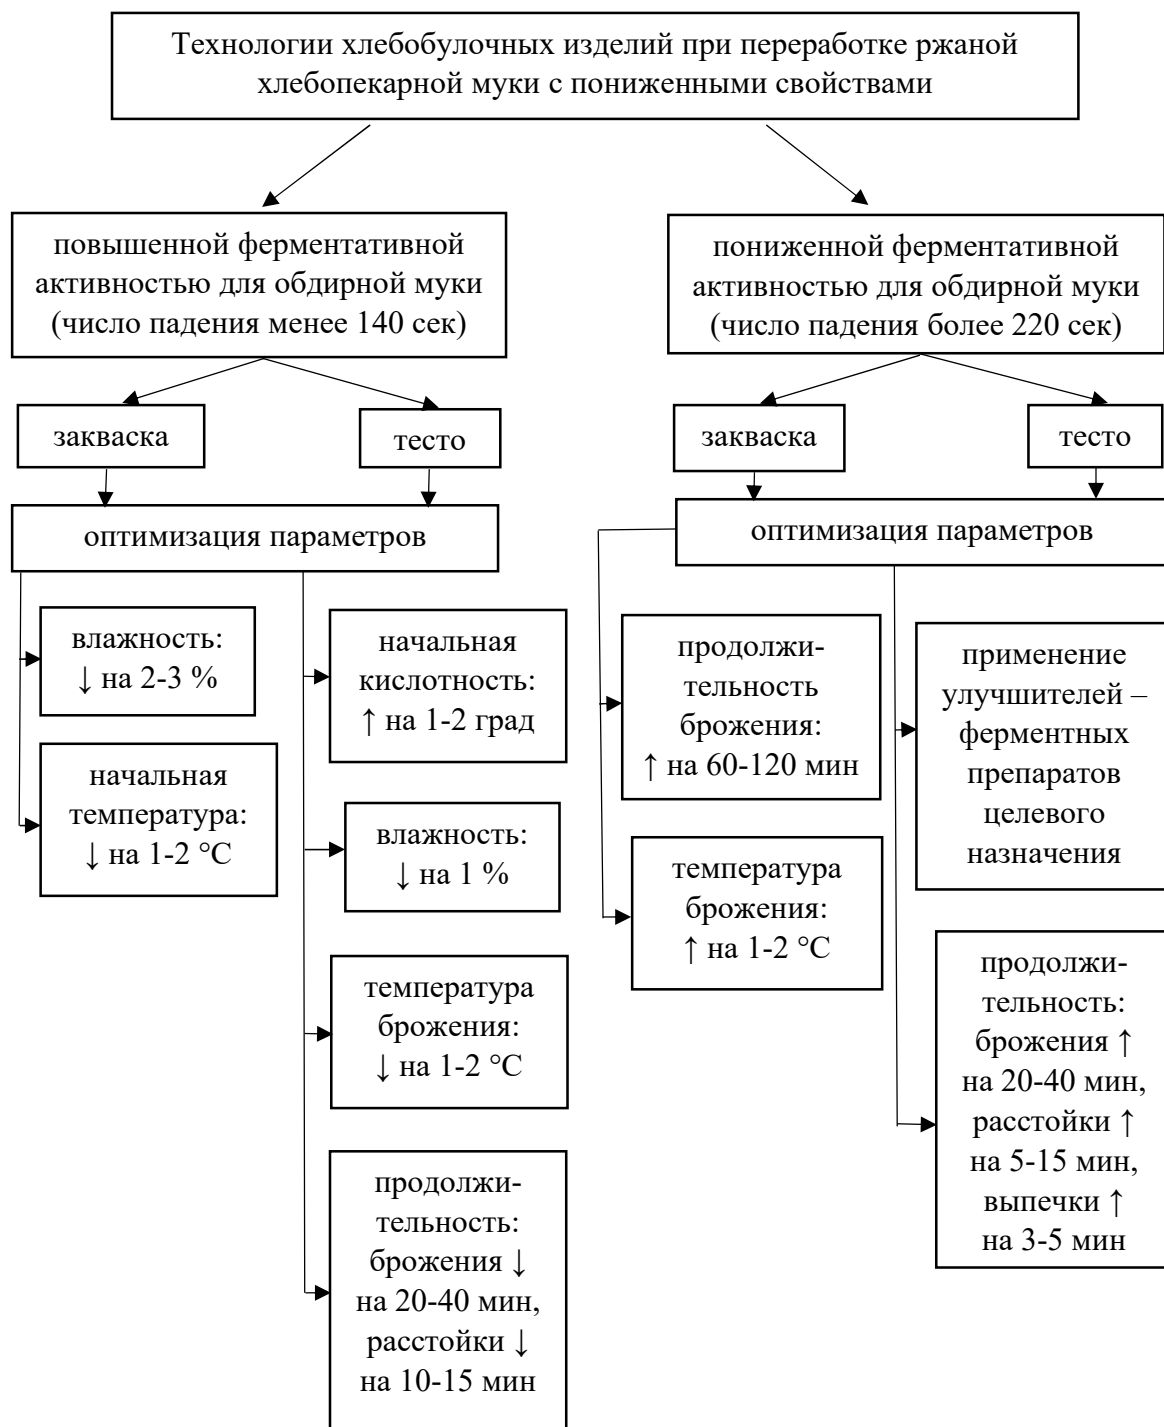 Технологии хлебобулочных изделий при переработке ржаной
хлебопекарной муки с пониженными свойствами
повышенной ферментативной
активностью для обдирной муки
(число падения менее 140 сек)
пониженной ферментативной
активностью для обдирной муки
(число падения более 220 сек)
закваска
тесто
закваска
тесто
оптимизация параметров
оптимизация параметров
влажность:
↓ на 2-3 %
начальная
температура:
↓ на 1-2 °С
начальная
кислотность:
↑ на 1-2 град
влажность:
↓ на 1 %
температура
брожения:
↓ на 1-2 °С
продолжи-
тельность:
брожения ↓
на 20-40 мин,
расстойки ↓
на 10-15 мин
продолжи-
тельность
брожения:
↑ на 60-120 мин
температура
брожения:
↑ на 1-2 °С
применение
улучшителей –
ферментных
препаратов
целевого
назначения
продолжи-
тельность:
брожения ↑
на 20-40 мин,
расстойки ↑
на 5-15 мин,
выпечки ↑
на 3-5 мин